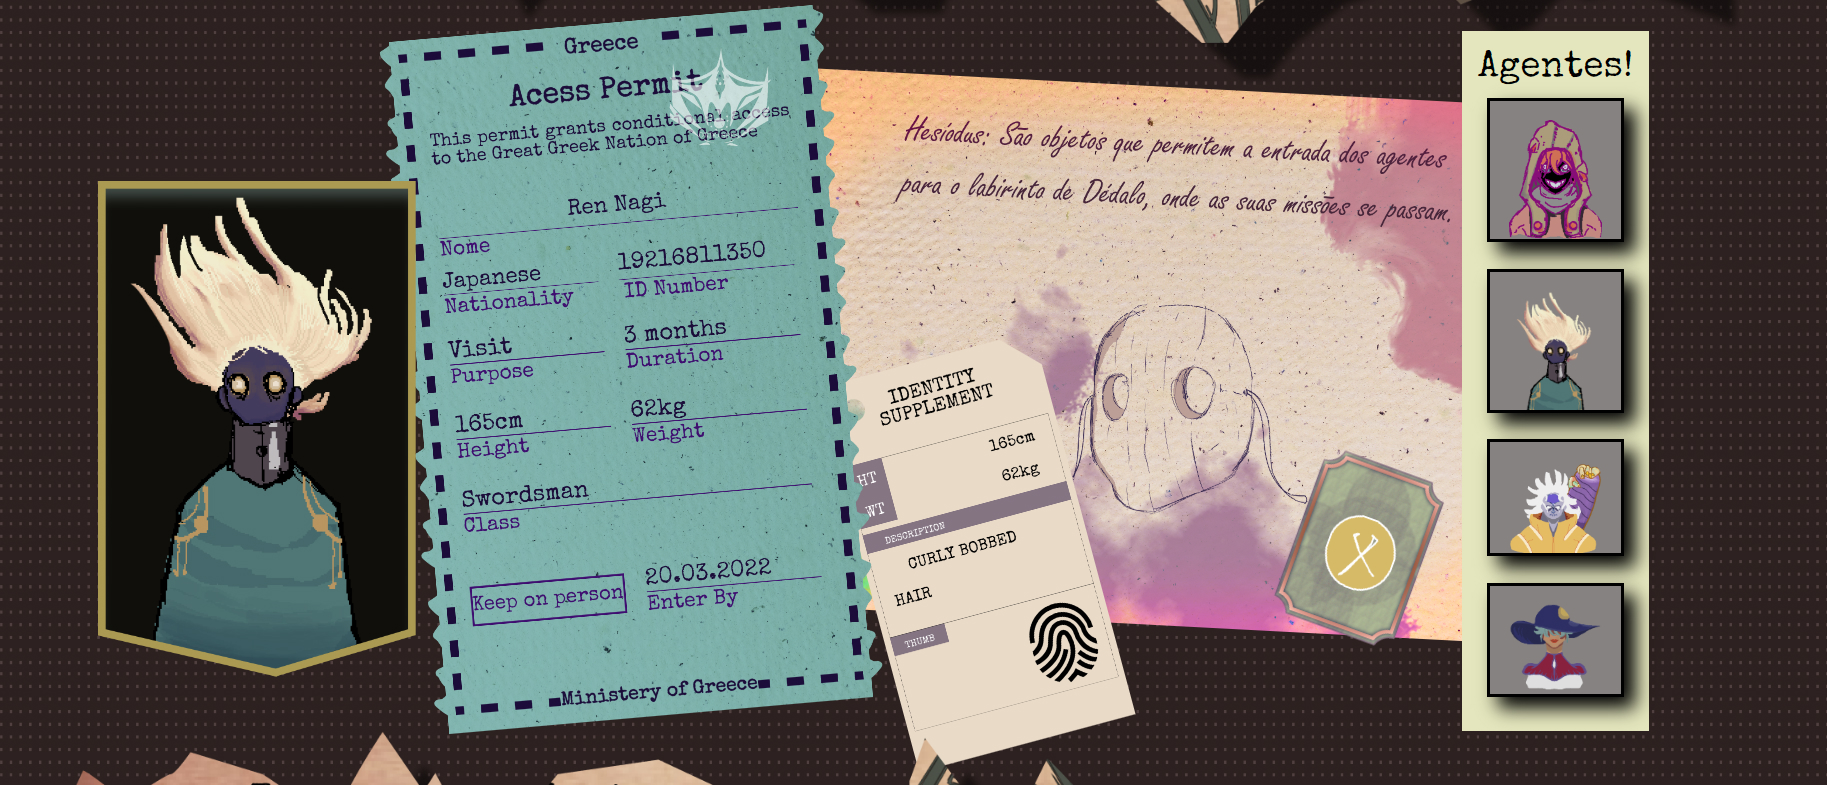 Greece
Acess Permit
This permit grants conditional access
to the Great Greek Nation of Greece
Ren Nagi
Nome
Japanese
19216811350
Nationality
ID Number
Visit
3 months
Purpose
Duration
165cm
62kg
Height
Weight
Swordsman
Class
Keep on person
20.03.2022
Enter By
Ministery of Greece
Hesíodus: São objetos que permitem a entrada dos agentes
para o labirinto de Dédalo, onde as suas missões se passam.
IDENTITY
SUPPLEMENT
165cm
HT
62kg
WT
DESCRIPTION
CURLY BOBBED
HAIR
THUMB
Agentes!